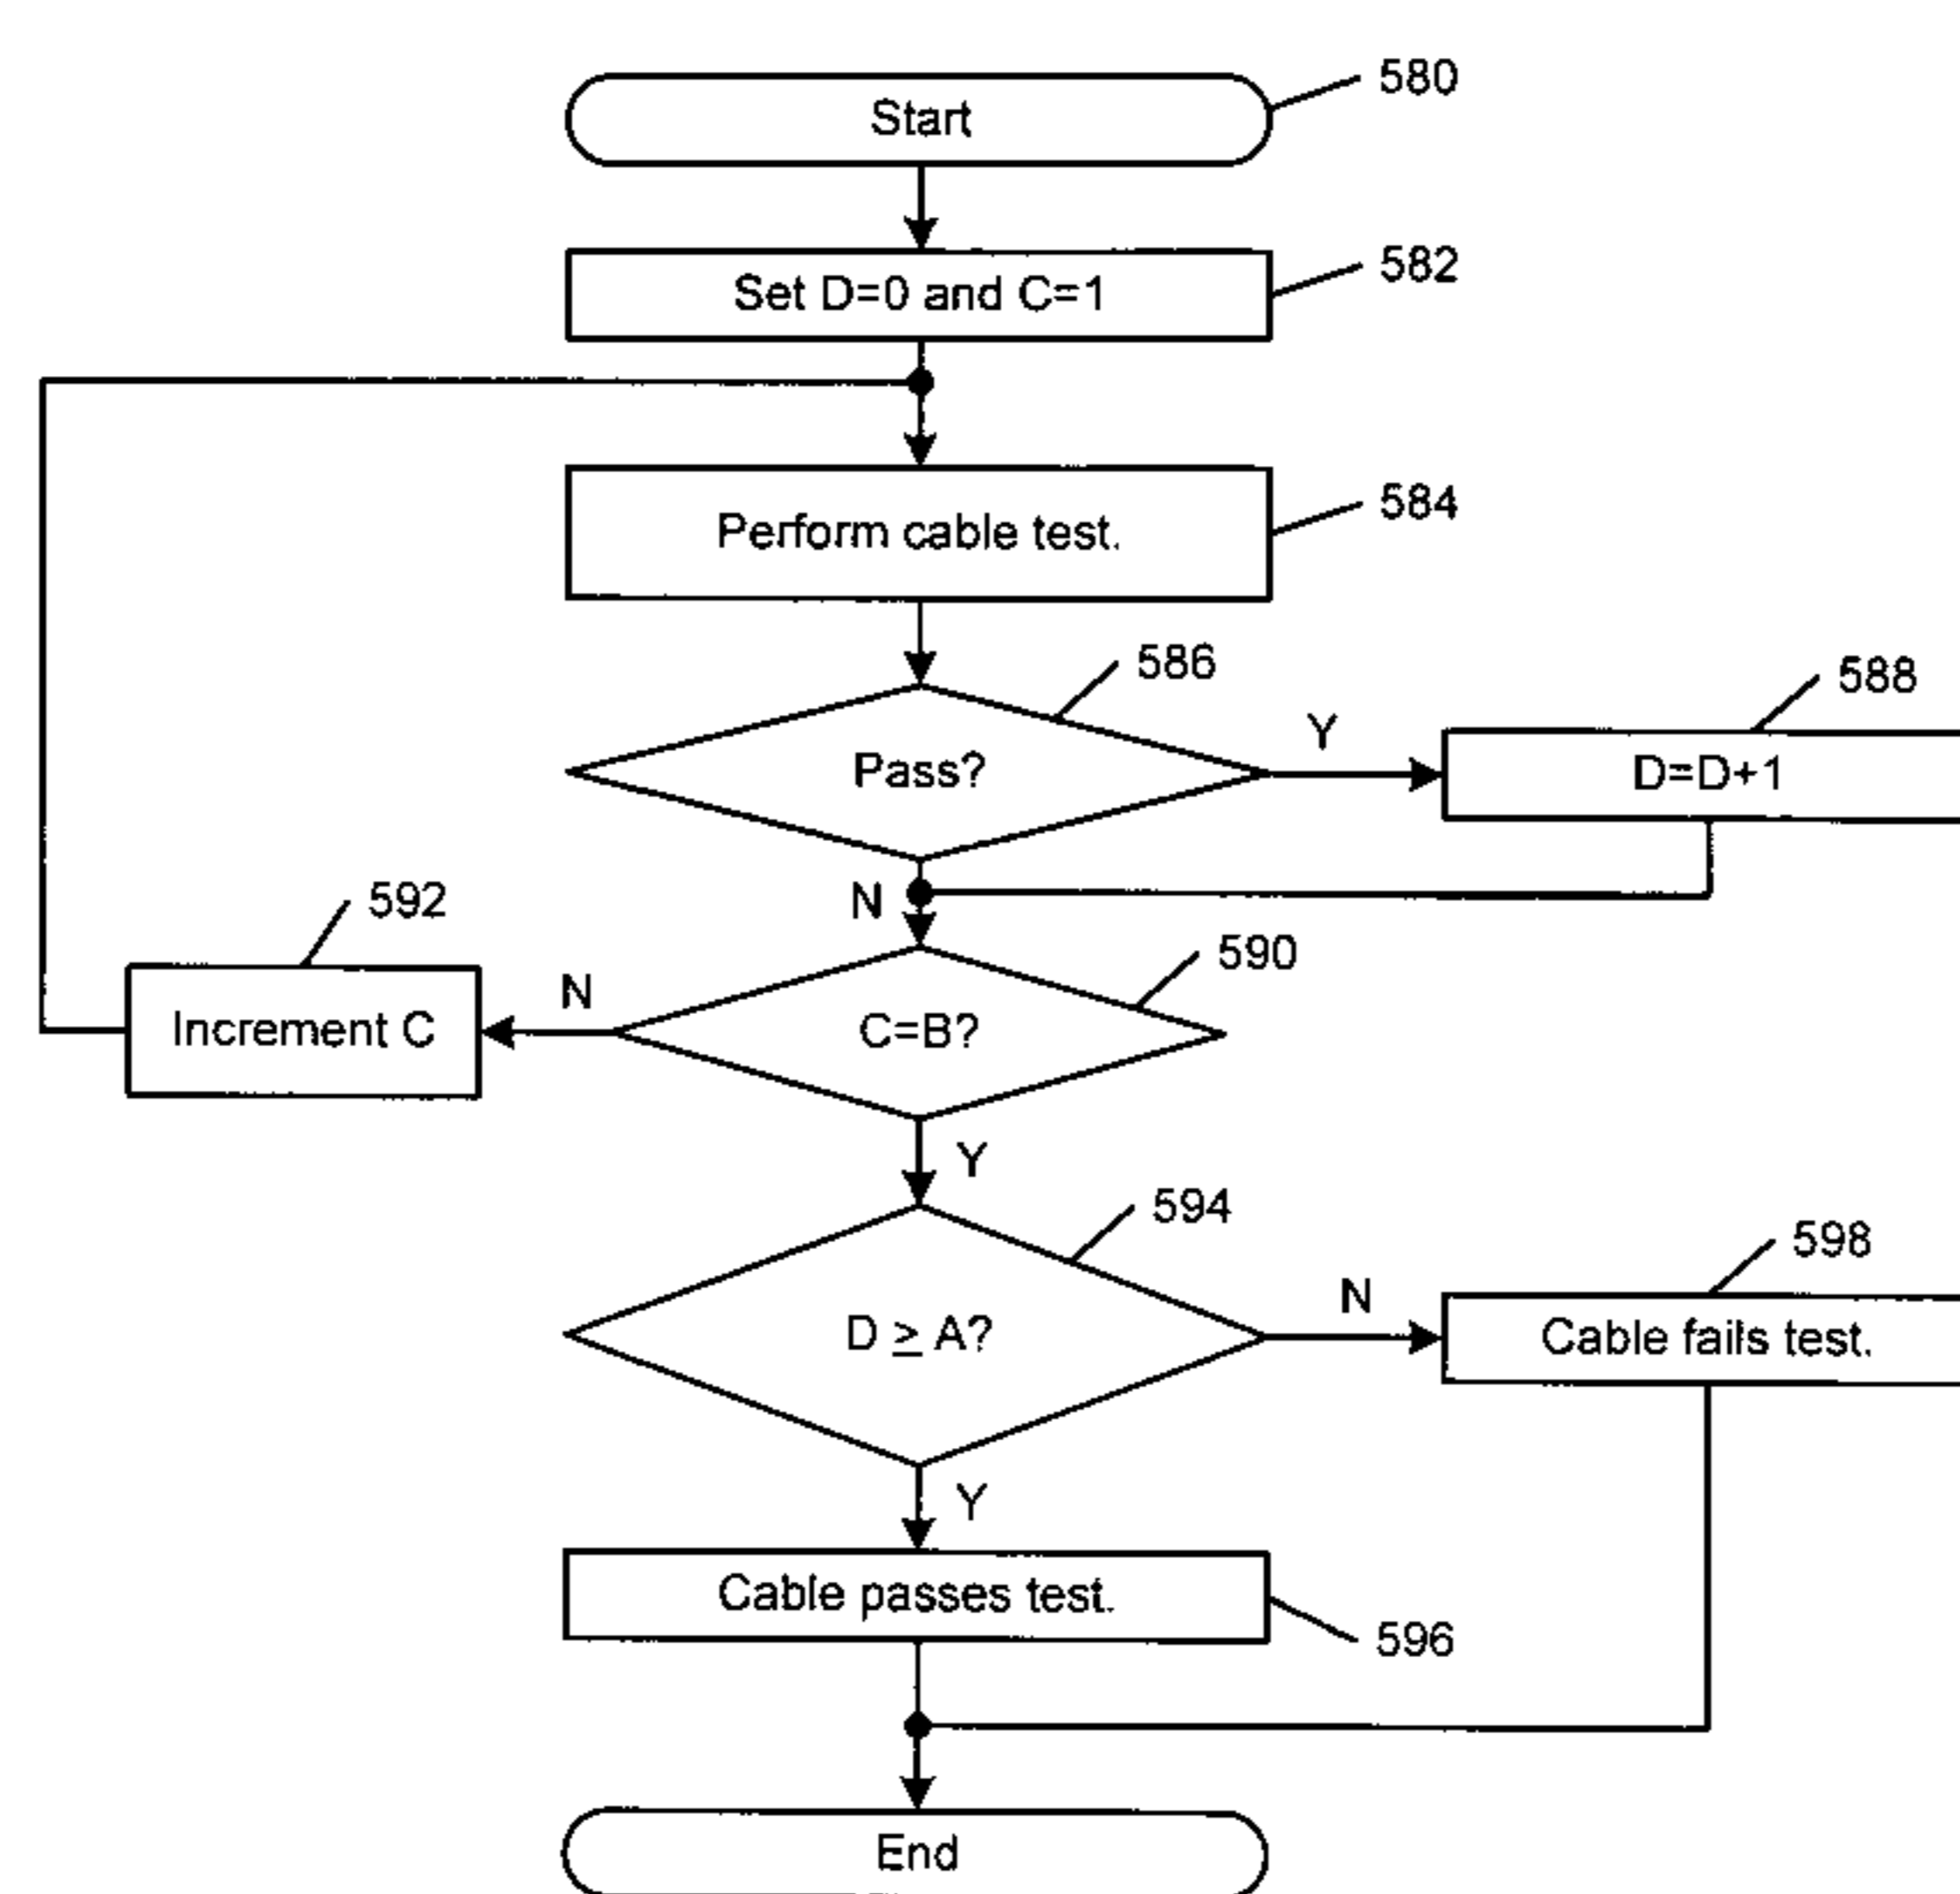 580
Start
582
Set D=0 and C=1
584
Perform cable test.
586
588
Pass?
Y
D=D+1
N
592
590
Increment C
N
C=B?
Y
594
598
D ≥ A?
N
Cable fails test.
Y
Cable passes test.
596
End